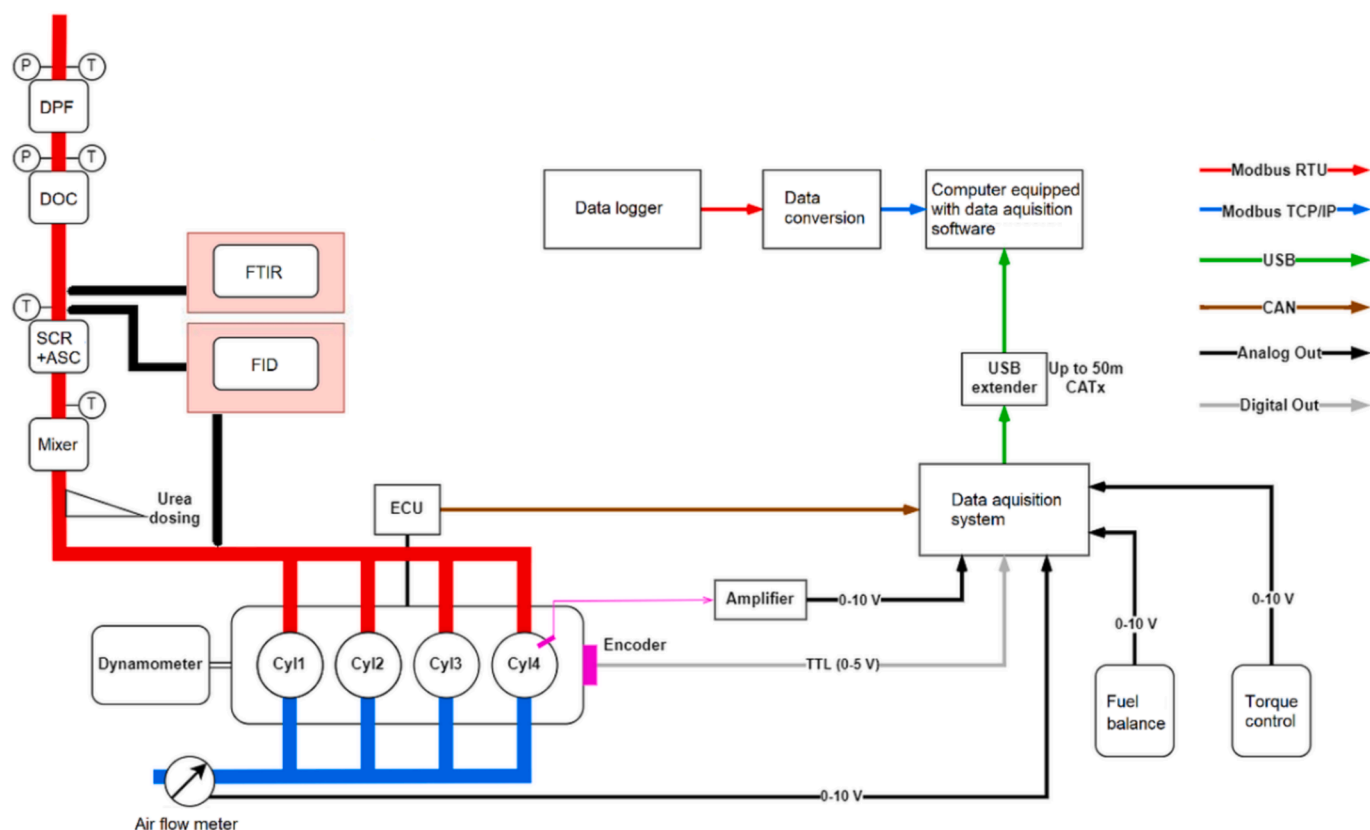 P
T
DPF
P
T
DOC
FTIR
T
SCR
+ASC
FID
T
Mixer
Urea
dosing
Data logger
Data
conversion
Computer equipped
with data aquisition
software
Modbus RTU
Modbus TCP/IP
USB
CAN
Analog Out
Digital Out
USB
extender
Up to 50m
CATx
ECU
Data aquisition
system
Amplifier
0-10 V
0-10 V
0-10 V
Dynamometer
Cyl1
Cyl2
Cyl3
Cyl4
Encoder
TTL (0-5 V)
Fuel
balance
Torque
control
0-10 V
Air flow meter